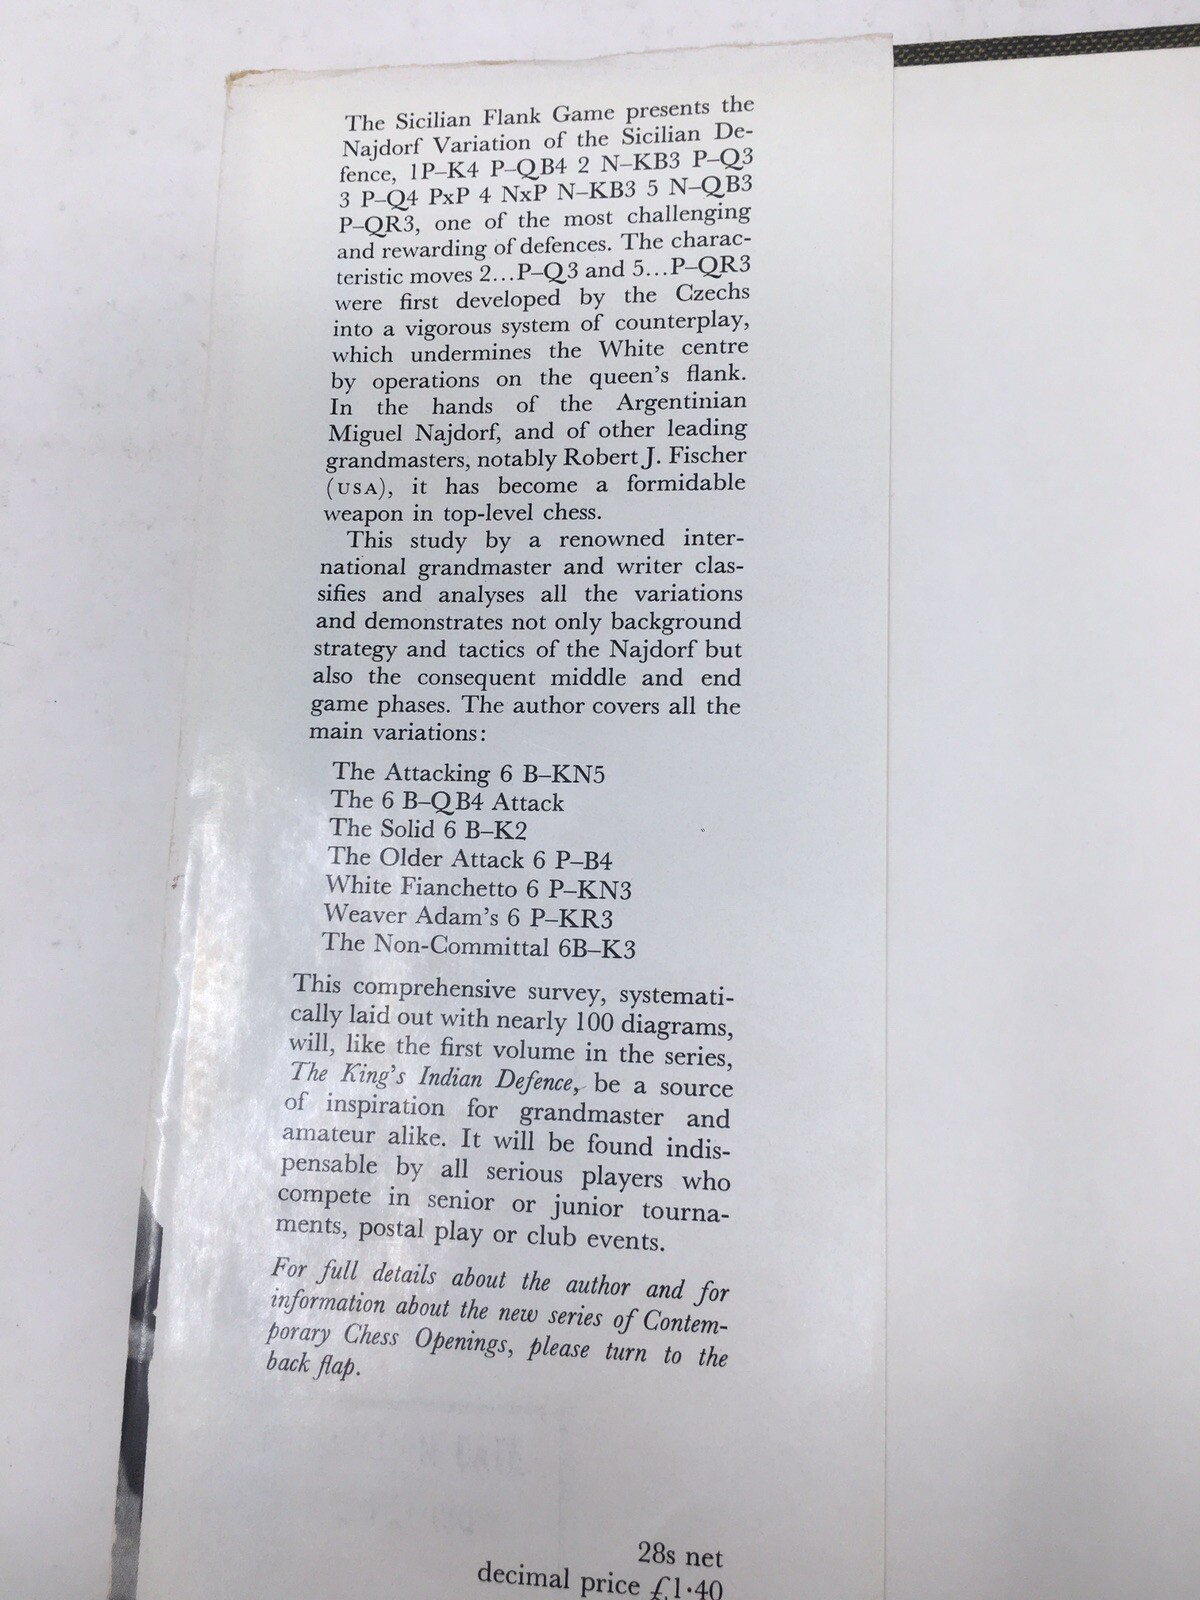 The Sicilian Flank Game presents the
Najdorf Variation of the Sicilian De-
fence, 1P–K4 P–QB4 2 N–KB3 P–Q3
3 P–Q4 PxP 4 NxP N–KB3 5 N–QB3
P–QR3, one of the most challenging
and rewarding of defences. The charac-
teristic moves 2...P–Q3 and 5...P–QR3
were first developed by the Czechs
into a vigorous system of counterplay,
which undermines the White centre
by operations on the queen's flank.
In the hands of the Argentinian
Miguel Najdorf, and of other leading
grandmasters, notably Robert J. Fischer
(USA), it has become a formidable
weapon in top-level chess.
This study by a renowned inter-
national grandmaster and writer clas-
sifies and analyses all the variations
and demonstrates not only background
strategy and tactics of the Najdorf but
also the consequent middle and end
game phases. The author covers all the
main variations:
The Attacking 6 B–KN5
The 6 B–QB4 Attack
The Solid 6 B–K2
The Older Attack 6 P–B4
White Fianchetto 6 P–KN3
Weaver Adam's 6 P–KR3
The Non-Committal 6B–K3
This comprehensive survey, systemati-
cally laid out with nearly 100 diagrams,
will, like the first volume in the series,
The King's Indian Defence, be a source
of inspiration for grandmaster and
amateur alike. It will be found indis-
pensable by all serious players who
compete in senior or junior tourna-
ments, postal play or club events.
For full details about the author and for
information about the new series of Contem-
porary Chess Openings, please turn to the
back flap.
28s net
decimal price £1·40